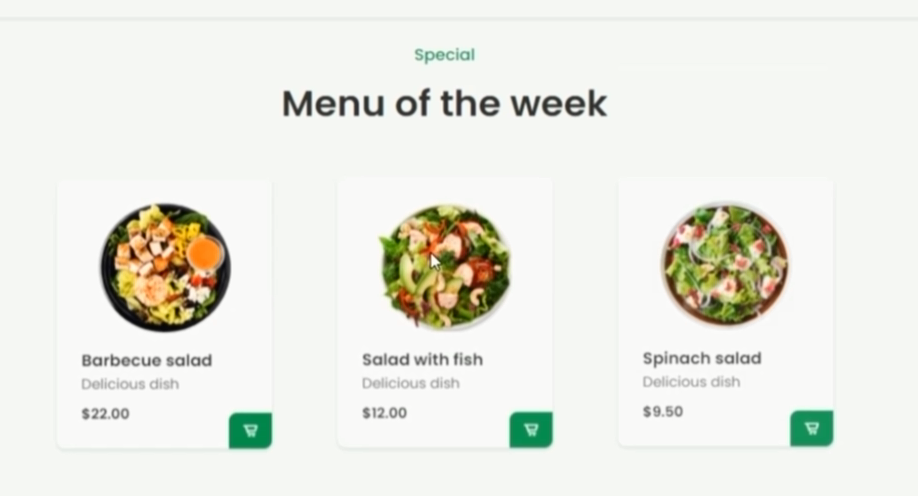 Special
Menu of the week
Barbecue salad
Delicious dish
$22.00
Salad with fish
Delicious dish
$12.00
Spinach salad
Delicious dish
$9.50